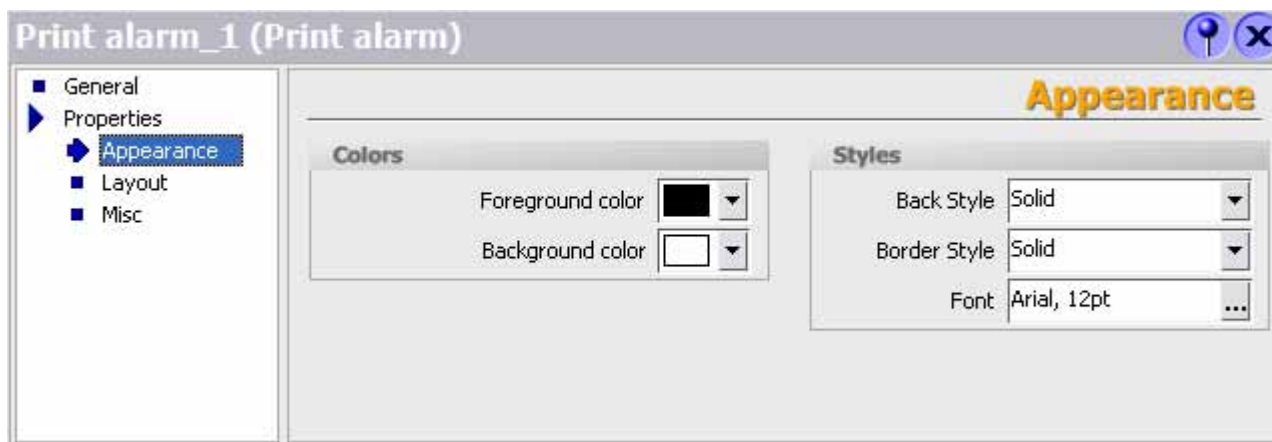 Print alarm_1 (Print alarm)
General
Properties
Appearance
Layout
Misc
Appearance
Colors
Foreground color
Background color
Styles
Back Style Solid
Border Style Solid
Font Arial, 12pt ...